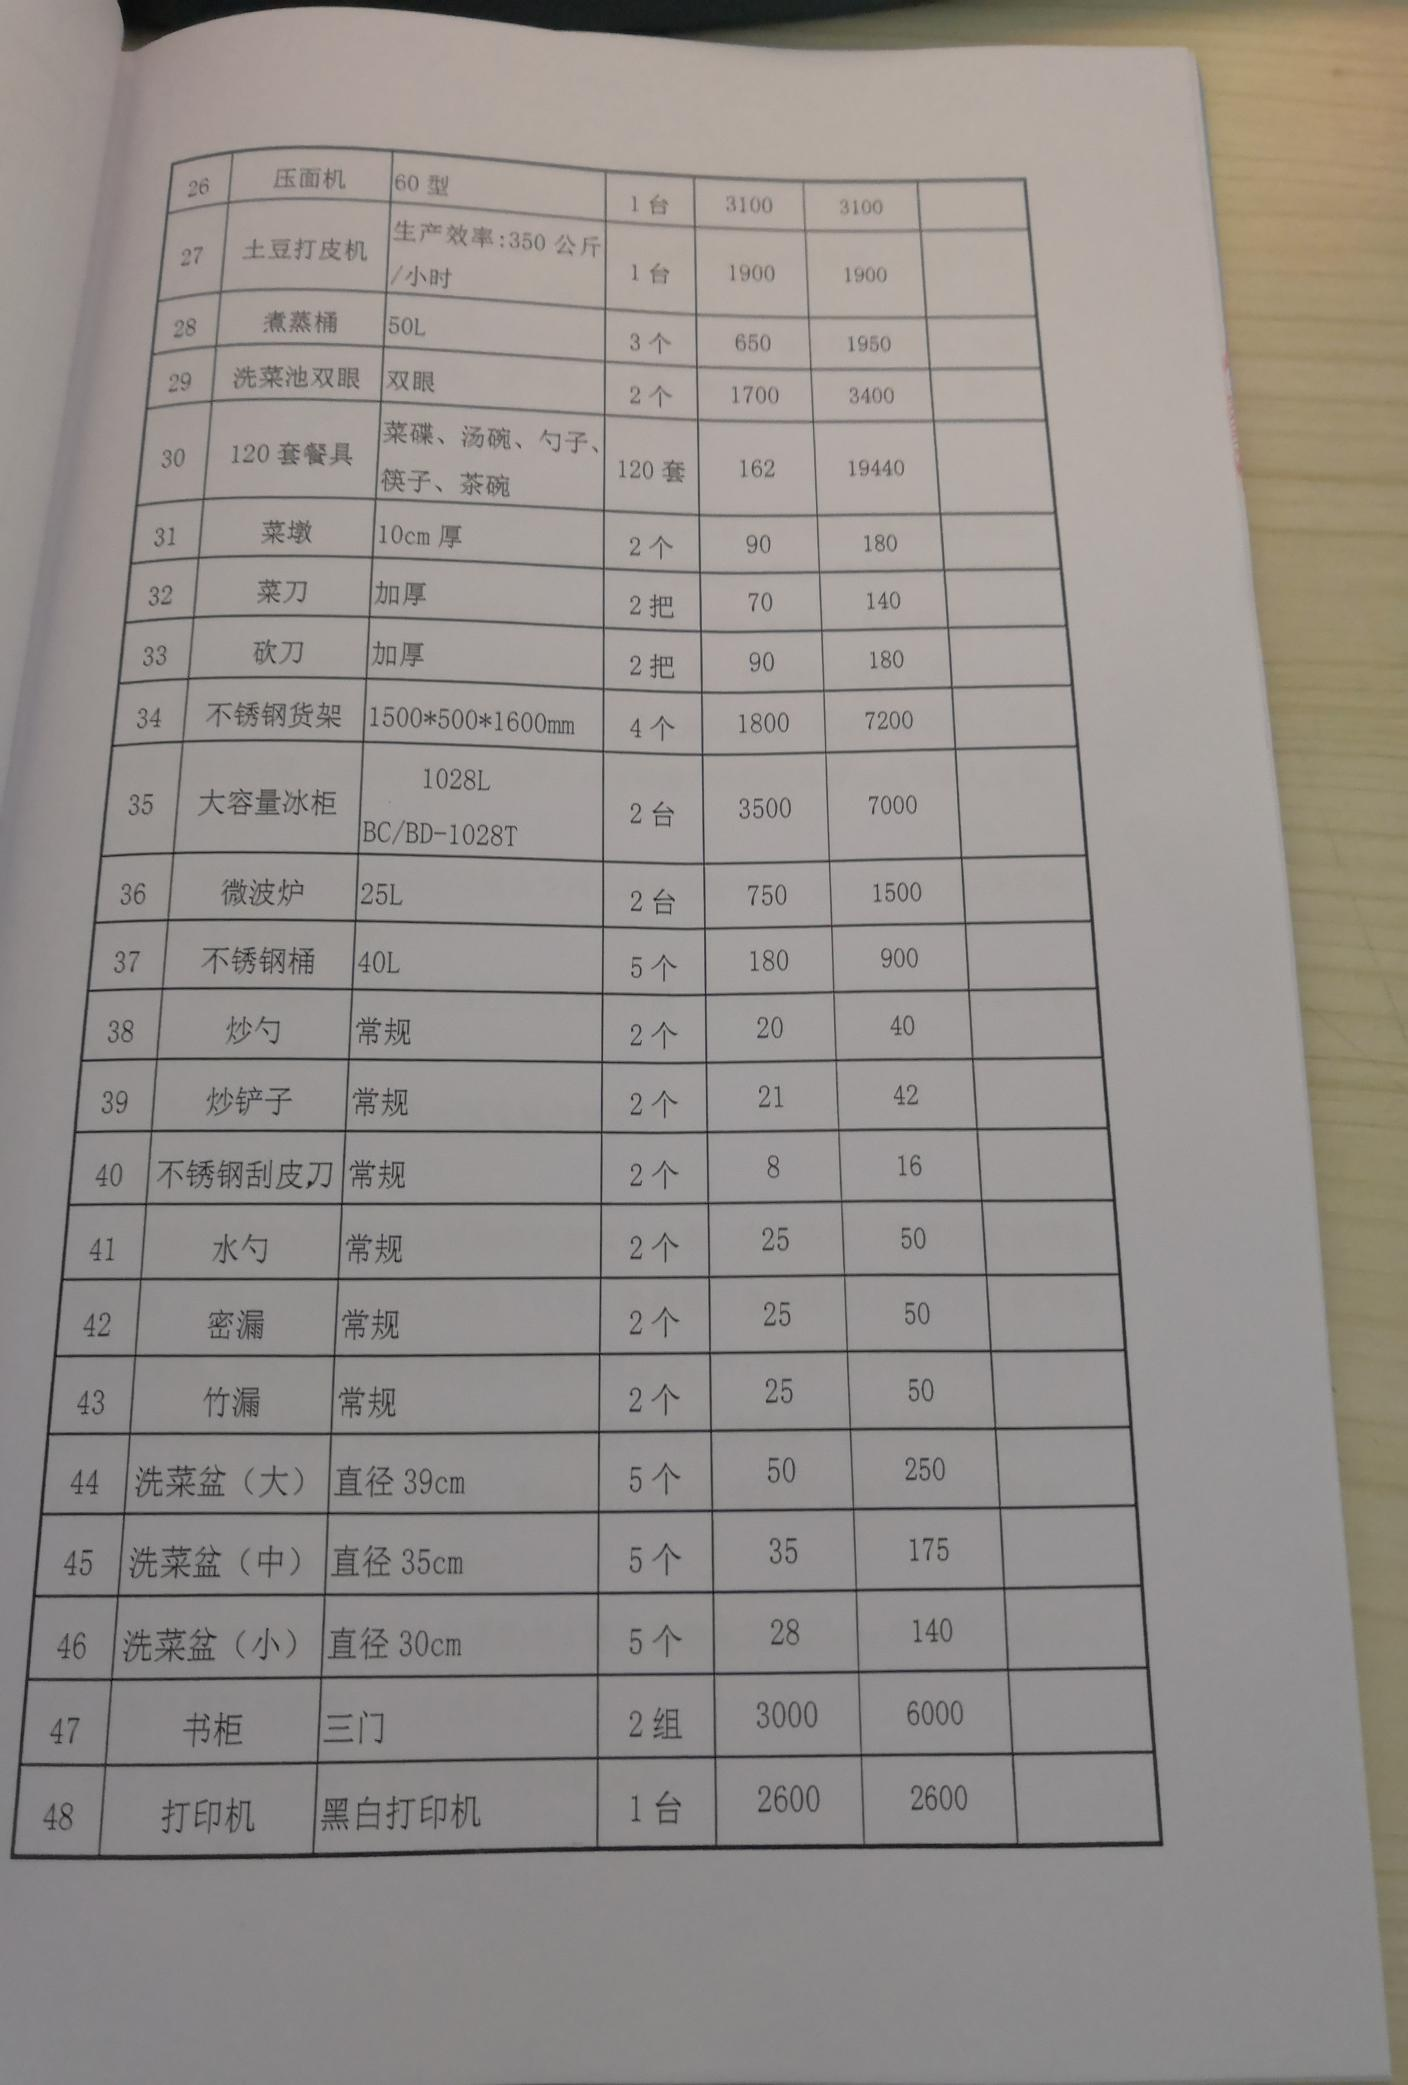 26 压面机 60型 1台 3100 3100
27 土豆打皮机 生产效率:350公斤
/小时 1台 1900 1900
28 煮蒸桶 50L 3个 650 1950
29 洗菜池双眼 双眼 2个 1700 3400
30 120套餐具 菜碟、汤碗、勺子、
筷子、茶碗 120套 162 19440
31 菜墩 10cm厚 2个 90 180
32 菜刀 加厚 2把 70 140
33 砍刀 加厚 2把 90 180
34 不锈钢货架 1500*500*1600mm 4个 1800 7200
35 大容量冰柜 1028L
BC/BD-1028T 2台 3500 7000
36 微波炉 25L 2台 750 1500
37 不锈钢桶 40L 5个 180 900
38 炒勺 常规 2个 20 40
39 炒铲子 常规 2个 21 42
40 不锈钢刮皮刀 常规 2个 8 16
41 水勺 常规 2个 25 50
42 密漏 常规 2个 25 50
43 竹漏 常规 2个 25 50
44 洗菜盆（大） 直径39cm 5个 50 250
45 洗菜盆（中） 直径35cm 5个 35 175
46 洗菜盆（小） 直径30cm 5个 28 140
47 书柜 三门 2组 3000 6000
48 打印机 黑白打印机 1台 2600 2600